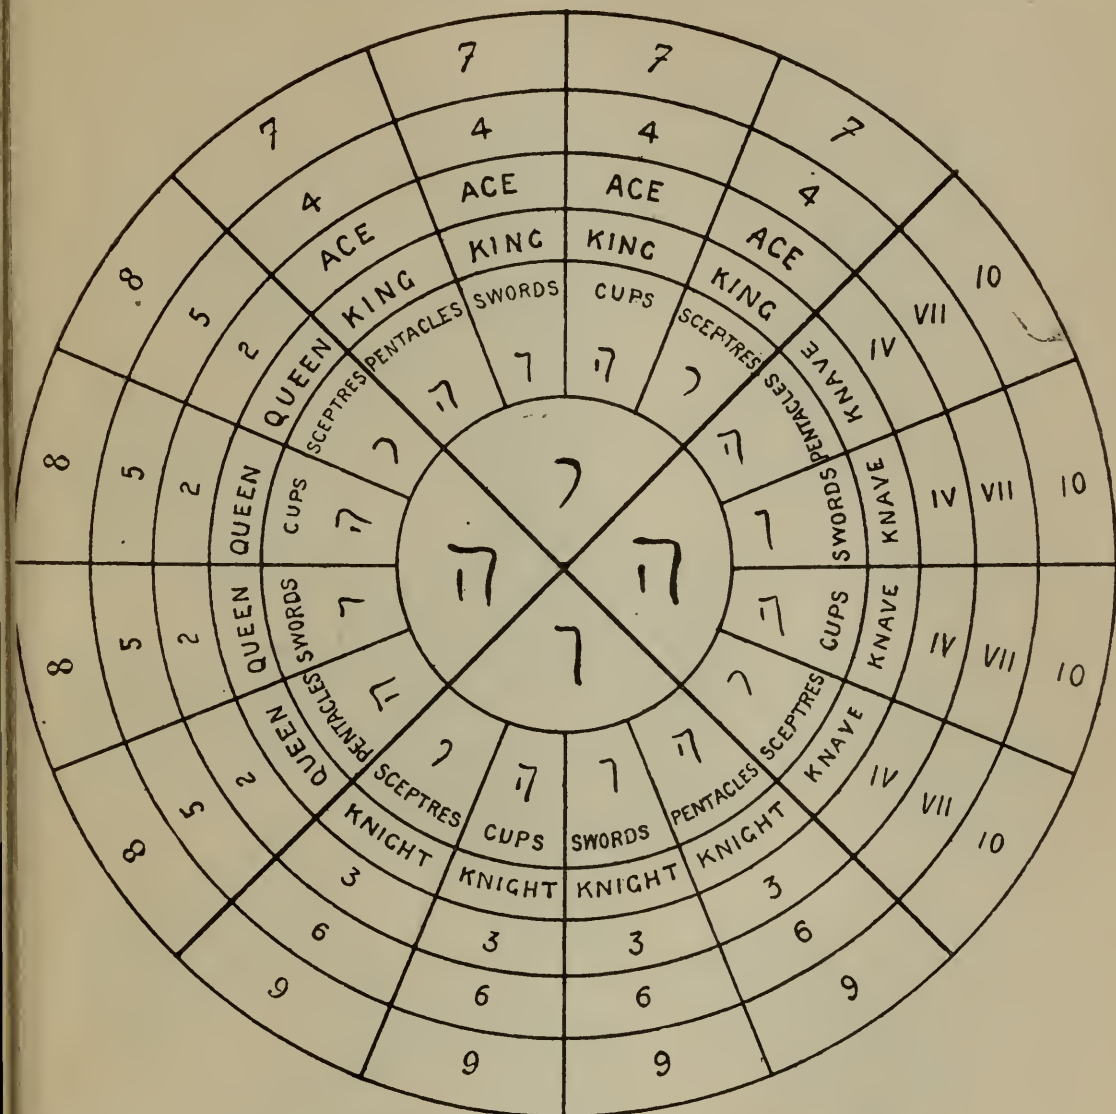 7 7 7 7
4 4 4 4
ACE ACE ACE ACE
KING KING KING KING
PENTACLES SWORDS CUPS SCEPTRES
ה ו ה י
8 8 8 8
5 5 5 5
2 2 2 2
QUEEN QUEEN QUEEN QUEEN
SCEPTRES CUPS SWORDS PENTACLES
י ה ו ה
י
ה ה
ו
ה ו ה י
PENTACLES SWORDS CUPS SCEPTRES
KNAVE KNAVE KNAVE KNAVE
IV IV IV IV
VII VII VII VII
10 10 10 10
י ה ו ה
SCEPTRES CUPS SWORDS PENTACLES
KNIGHT KNIGHT KNIGHT KNIGHT
3 3 3 3
6 6 6 6
9 9 9 9